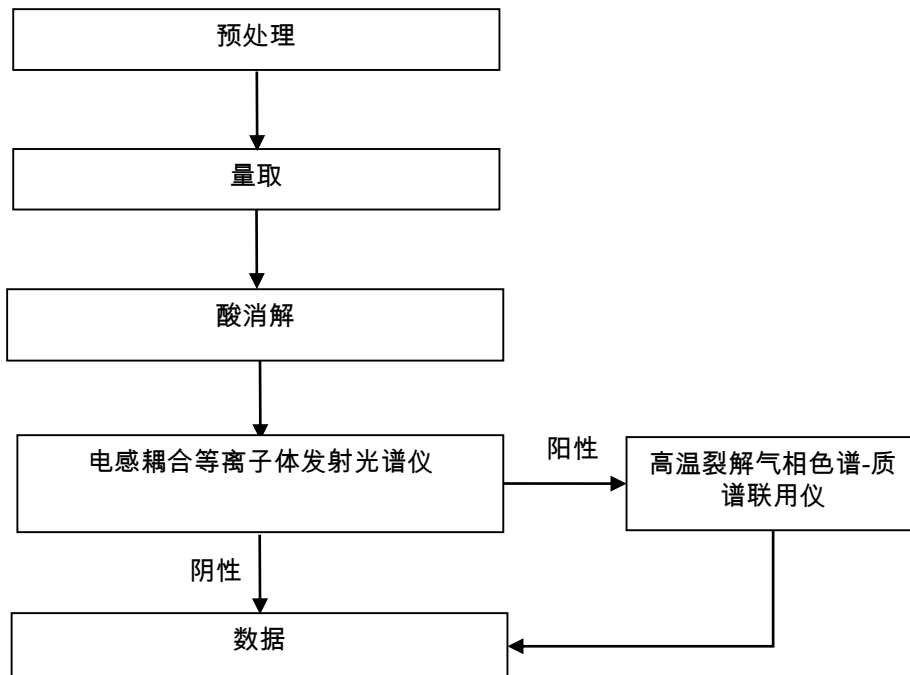 预处理
量取
酸消解
电感耦合等离子体发射光谱仪
阳性
高温裂解气相色谱-质
谱联用仪
阴性
数据